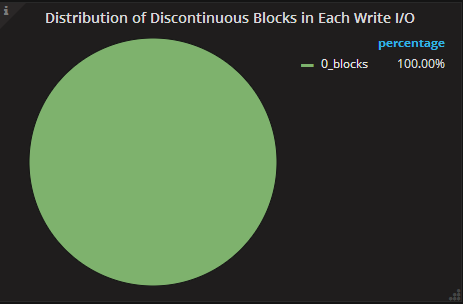 Distribution of Discontinuous Blocks in Each Write I/O
percentage
0_blocks 100.00%